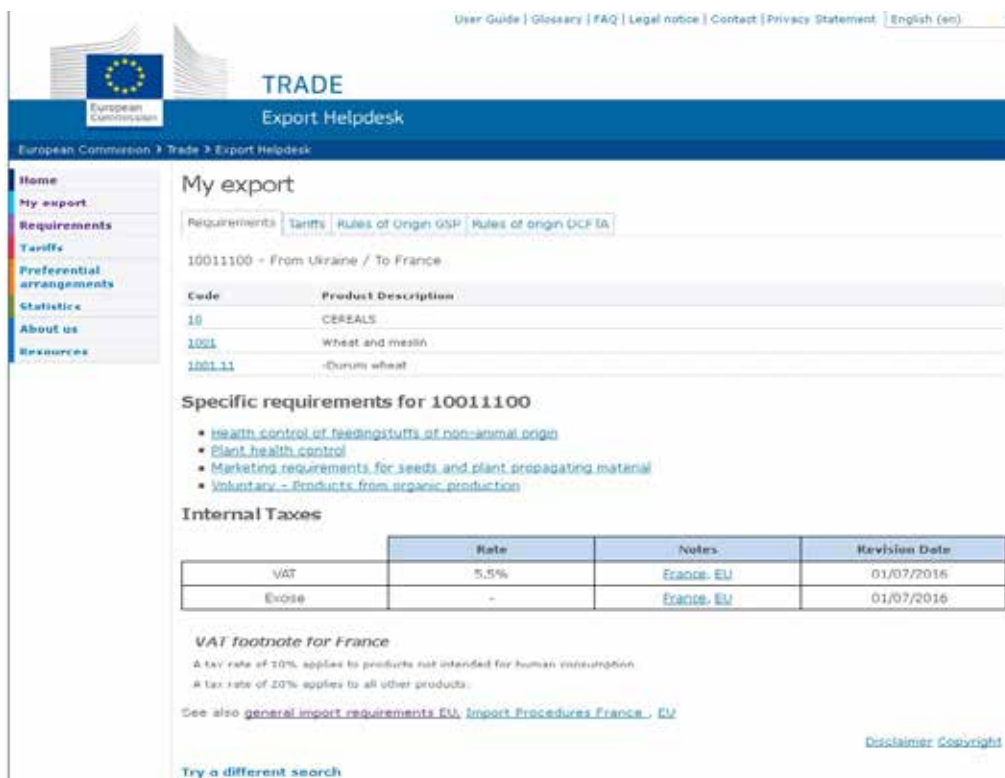 User Guide | Glossary | FAQ | Legal notice | Contact | Privacy Statement English (en)
European
Commission
TRADE
Export Helpdesk
European Commission > Trade > Export Helpdesk
Home
My export
Requirements
Tariffs
Preferential
arrangements
Statistics
About us
Resources
My export
Requirements Tariffs Rules of Origin GSP Rules of origin DCFTA
10011100 - From Ukraine / To France
Code Product Description
10 CEREALS
1001 Wheat and meslin
1001.11 -Durum wheat
Specific requirements for 10011100
• Health control of feedingstuffs of non-animal origin
• Plant health control
• Marketing requirements for seeds and plant propagating material
• Voluntary - Products from organic production
Internal Taxes
Rate Notes Revision Date
VAT 5,5% France, EU 01/07/2016
Excise - France, EU 01/07/2016
VAT footnote for France
A tax rate of 10% applies to products not intended for human consumption
A tax rate of 20% applies to all other products.
See also general import requirements EU, Import Procedures France , EU
Disclaimer Copyright
Try a different search